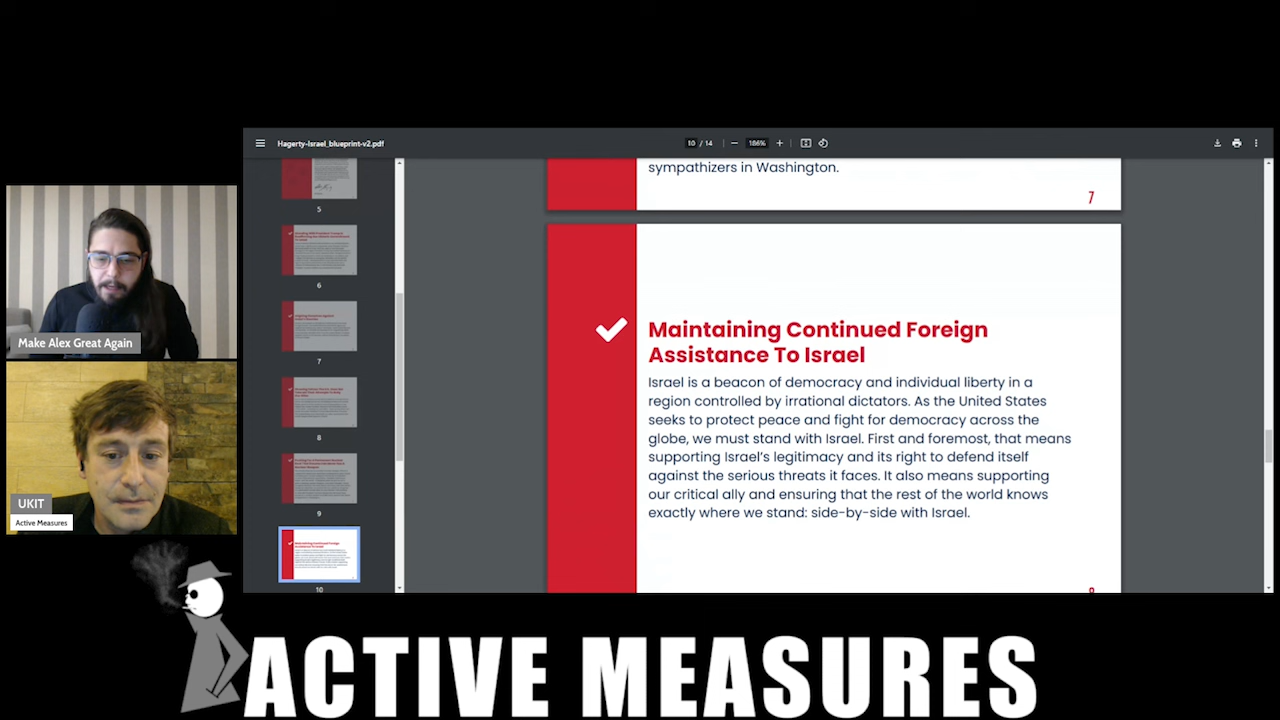 Hagerty-Israel_blueprint-v2.pdf
10 / 14
186%
5
6
7
8
9
10
sympathizers in Washington.
7
Maintaining Continued Foreign
Assistance To Israel
Israel is a beacon of democracy and individual liberty in a
region controlled by irrational dictators. As the United States
seeks to protect peace and fight for democracy across the
globe, we must stand with Israel. First and foremost, that means
supporting Israel's legitimacy and its right to defend itself
against the serious threats it faces. It also means supporting
our critical ally and ensuring that the rest of the world knows
exactly where we stand: side-by-side with Israel.
Make Alex Great Again
UKIT
Active Measures
ACTIVE MEASURES